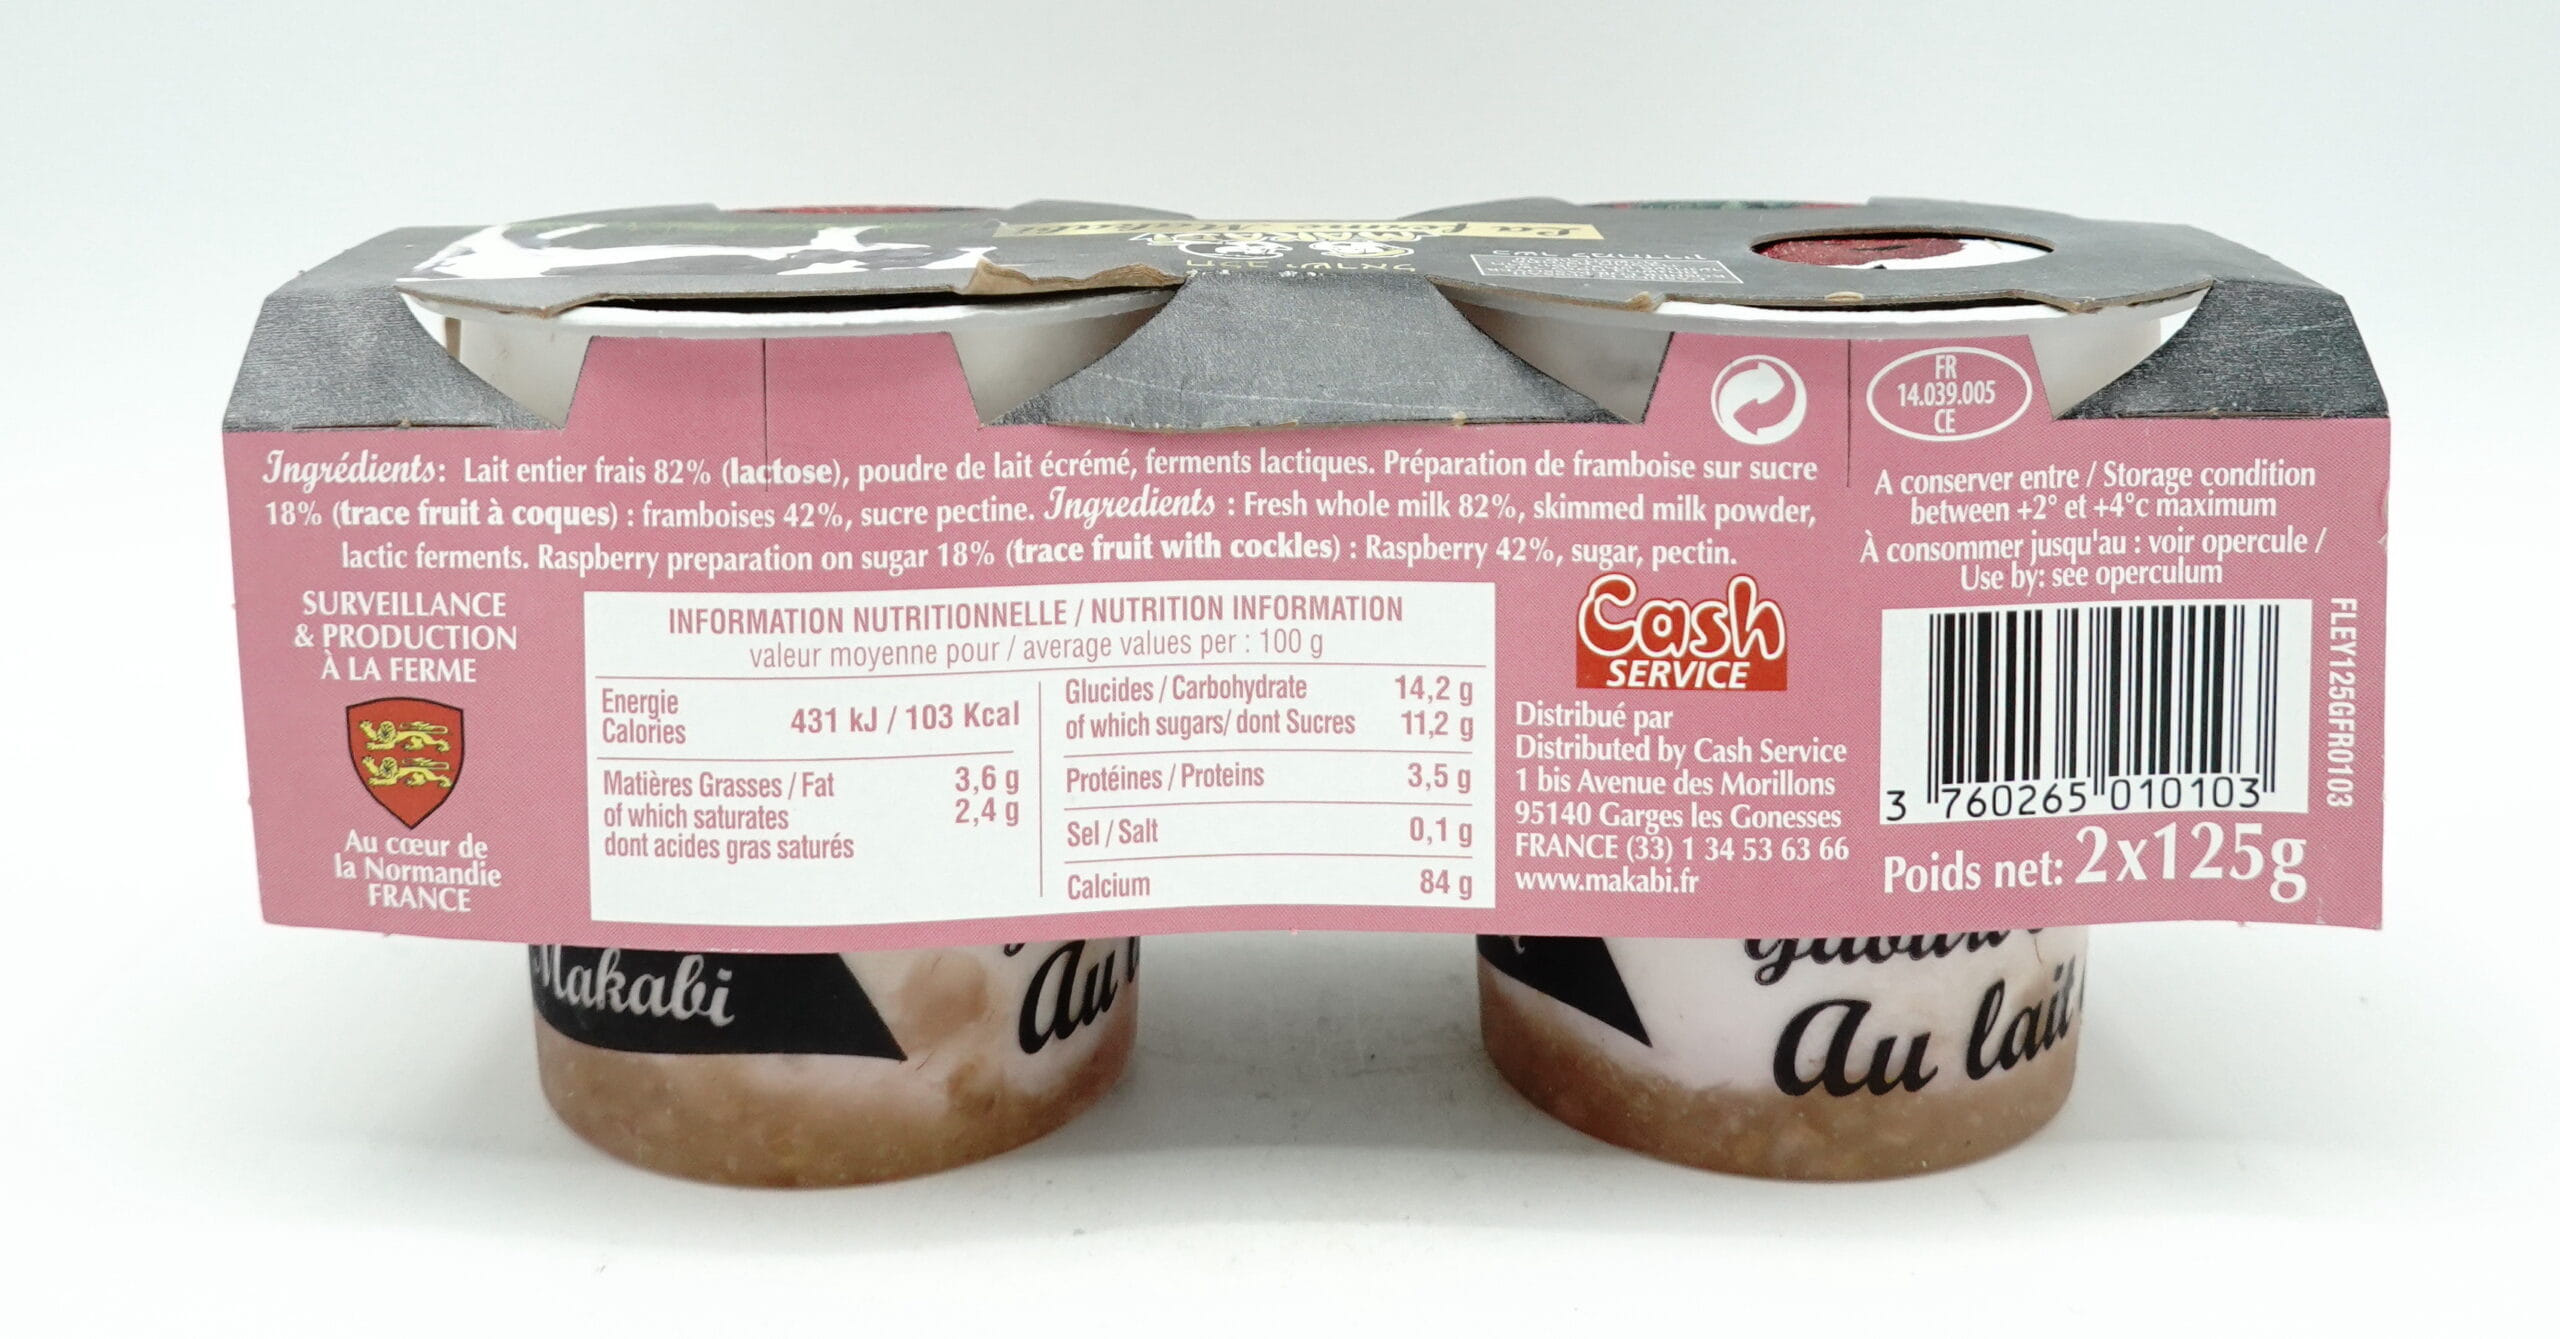 La ferme Makabi
FR
14.039.005
CE
Ingrédients: Lait entier frais 82% (lactose), poudre de lait écrémé, ferments lactiques. Préparation de framboise sur sucre
18% (trace fruit à coques) : framboises 42%, sucre pectine. Ingredients : Fresh whole milk 82%, skimmed milk powder,
lactic ferments. Raspberry preparation on sugar 18% (trace fruit with cockles) : Raspberry 42%, sugar, pectin.
A conserver entre / Storage condition
between +2° et +4°c maximum
À consommer jusqu'au : voir opercule /
Use by: see operculum
SURVEILLANCE
& PRODUCTION
À LA FERME
Au cœur de
la Normandie
FRANCE
INFORMATION NUTRITIONNELLE / NUTRITION INFORMATION
valeur moyenne pour / average values per : 100 g
Energie
Calories 431 kJ / 103 Kcal
Matières Grasses / Fat 3,6 g
of which saturates 2,4 g
dont acides gras saturés
Glucides / Carbohydrate 14,2 g
of which sugars/ dont Sucres 11,2 g
Protéines / Proteins 3,5 g
Sel / Salt 0,1 g
Calcium 84 g
Cash
SERVICE
Distribué par
Distributed by Cash Service
1 bis Avenue des Morillons
95140 Garges les Gonesses
FRANCE (33) 1 34 53 63 66
www.makabi.fr
3 760265 010103
FLEY125GFR0103
Poids net: 2x125g
Makabi
Au
Au lait